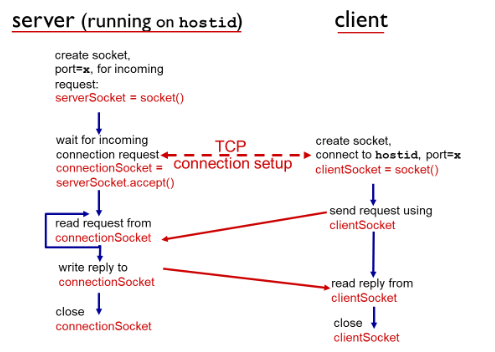 server (running on hostid)
client
create socket,
port=x, for incoming
request:
serverSocket = socket()
wait for incoming
connection request
connectionSocket =
serverSocket.accept()
TCP
connection setup
create socket,
connect to hostid, port=x
clientSocket = socket()
read request from
connectionSocket
send request using
clientSocket
write reply to
connectionSocket
read reply from
clientSocket
close
connectionSocket
close
clientSocket